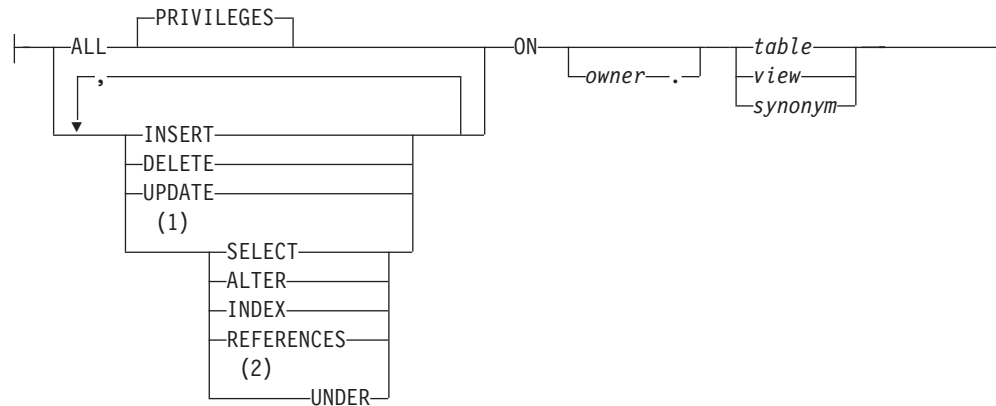 PRIVILEGES
ALL ON owner . table
, view
synonym
INSERT
DELETE
UPDATE
(1)
SELECT
ALTER
INDEX
REFERENCES
(2)
UNDER